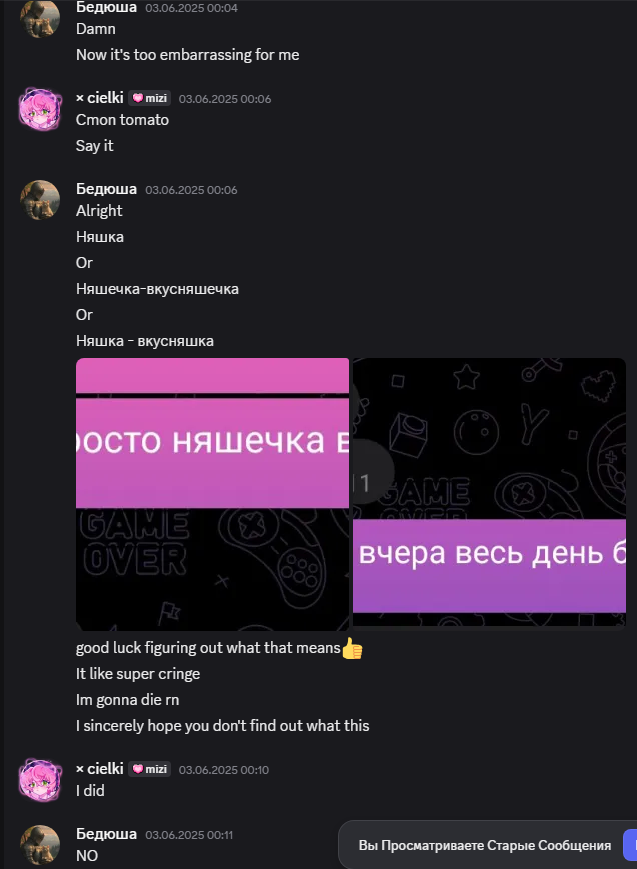 Бедюша 03.06.2025 00:04
Damn
Now it's too embarrassing for me
× cielki mizi 03.06.2025 00:06
Cmon tomato
Say it
Бедюша 03.06.2025 00:06
Alright
Няшка
Or
Няшечка-вкусняшечка
Or
Няшка - вкусняшка
осто няшечка в
GAME
OVER
11
GAME
OVER
вчера весь день б
good luck figuring out what that means👍
It like super cringe
Im gonna die rn
I sincerely hope you don't find out what this
× cielki mizi 03.06.2025 00:10
I did
Бедюша 03.06.2025 00:11
NO
Вы Просматриваете Старые Сообщения